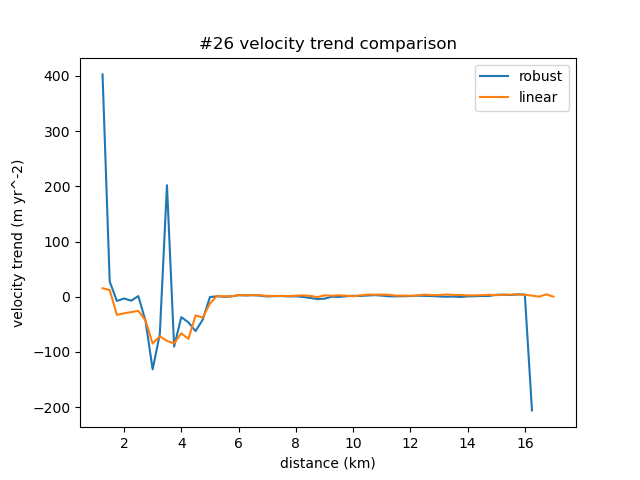 #26 velocity trend comparison
robust
linear
velocity trend (m yr^-2)
400
300
200
100
0
−100
−200
2 4 6 8 10 12 14 16
distance (km)